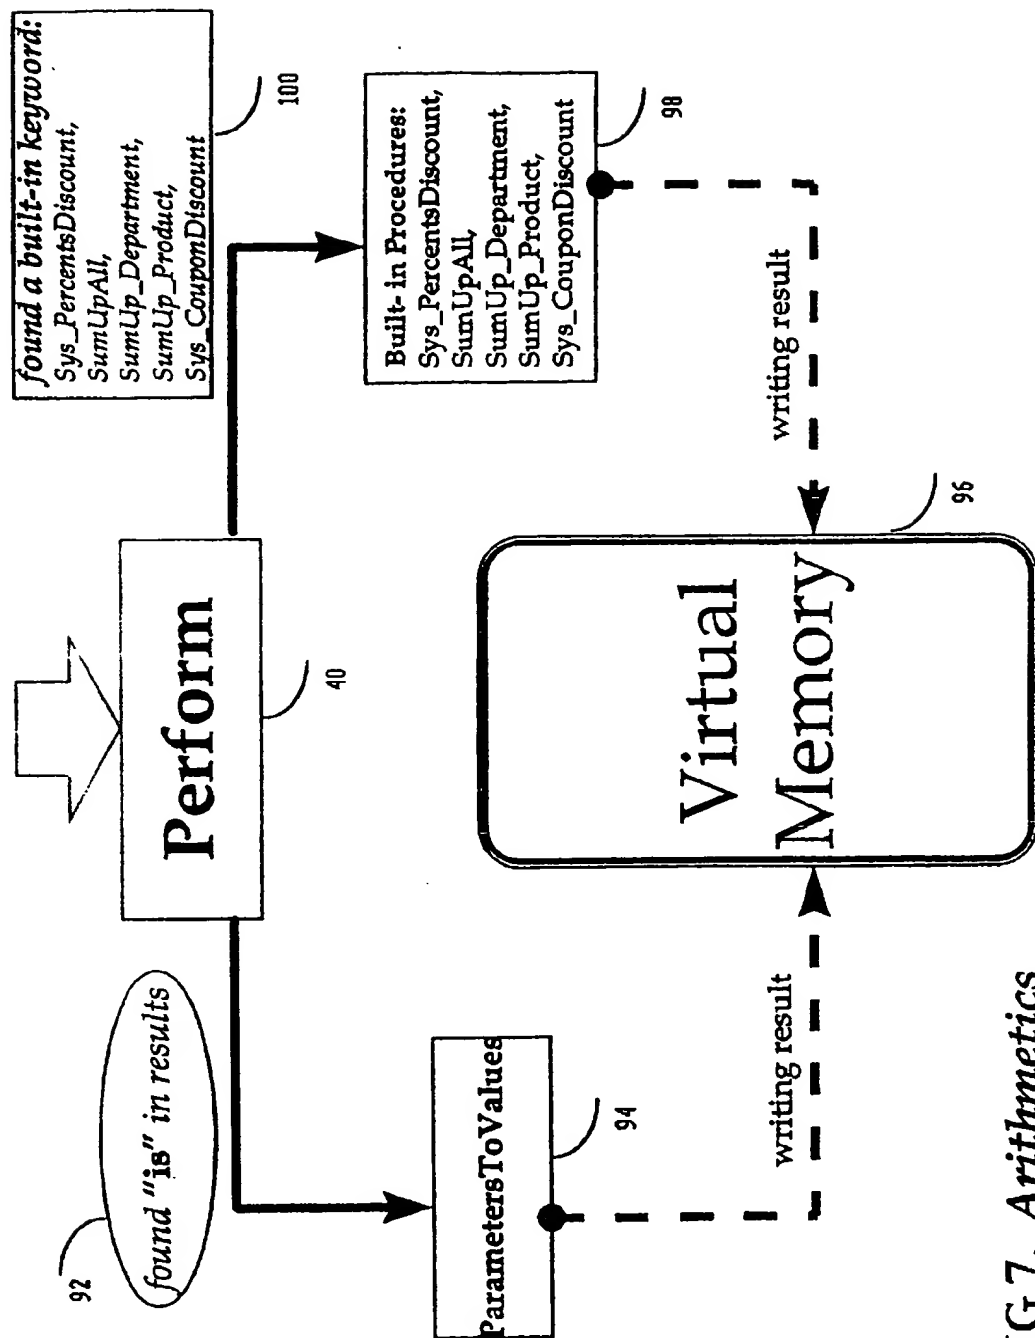 92
found "is" in results
Perform
40
found a built-in keyword:
Sys_PercentsDiscount,
SumUpAll,
SumUp_Department,
SumUp_Product,
Sys_CouponDiscount
100
ParametersToValues
94
Built- in Procedures:
Sys_PercentsDiscount,
SumUpAll,
SumUp_Department,
SumUp_Product,
Sys_CouponDiscount
98
writing result
Virtual
Memory
writing result
96
IG 7. Arithmetics